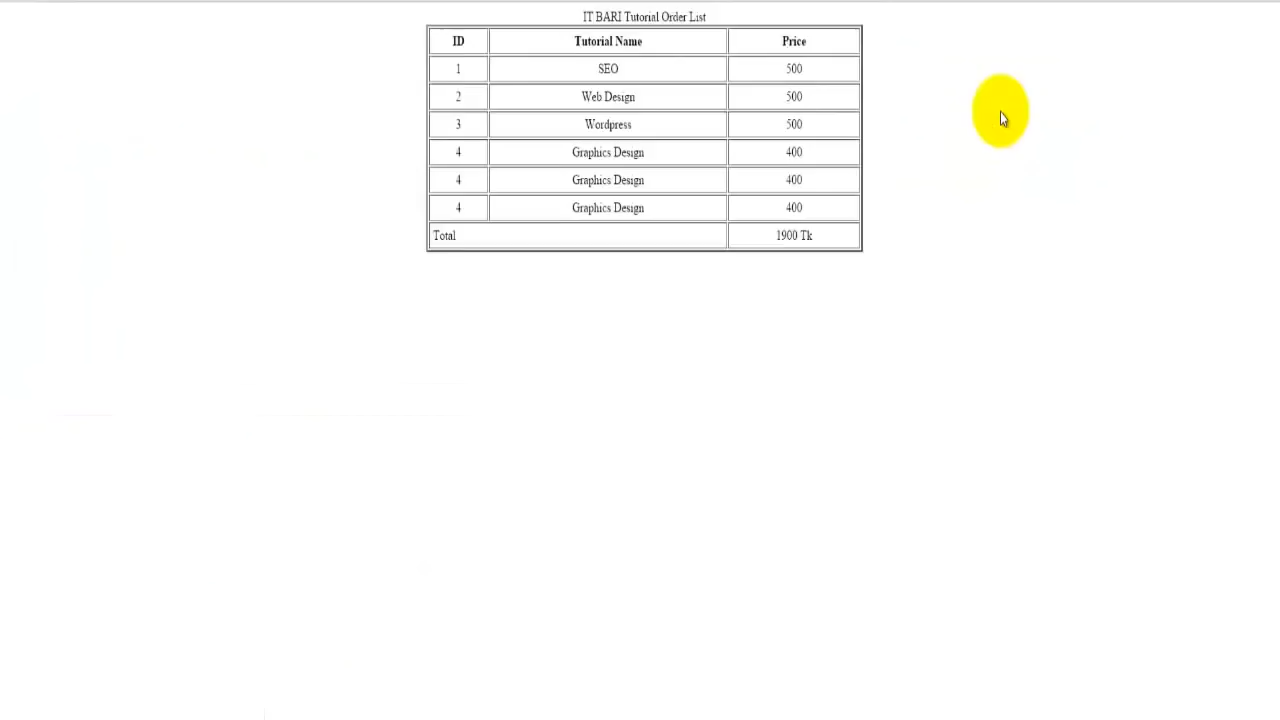 IT BARI Tutorial Order List
ID Tutorial Name Price
1 SEO 500
2 Web Design 500
3 Wordpress 500
4 Graphics Design 400
4 Graphics Design 400
4 Graphics Design 400
Total 1900 Tk